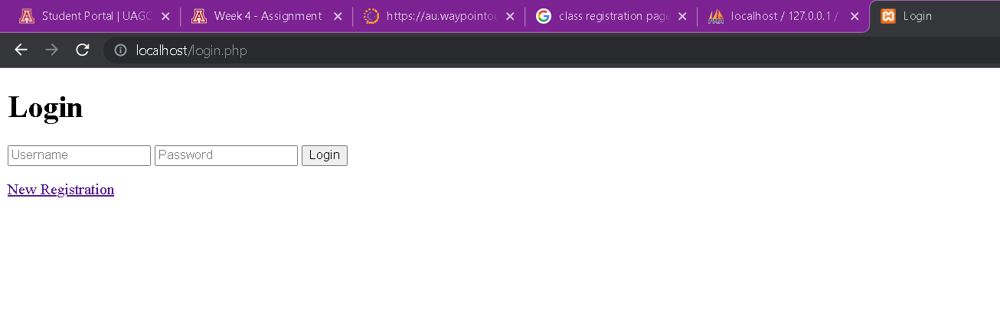 Student Portal | UAGC
Week 4 - Assignment
https://au.waypointou
class registration page
localhost / 127.0.0.1 /
Login
localhost/login.php
Login
Username
Password
Login
New Registration